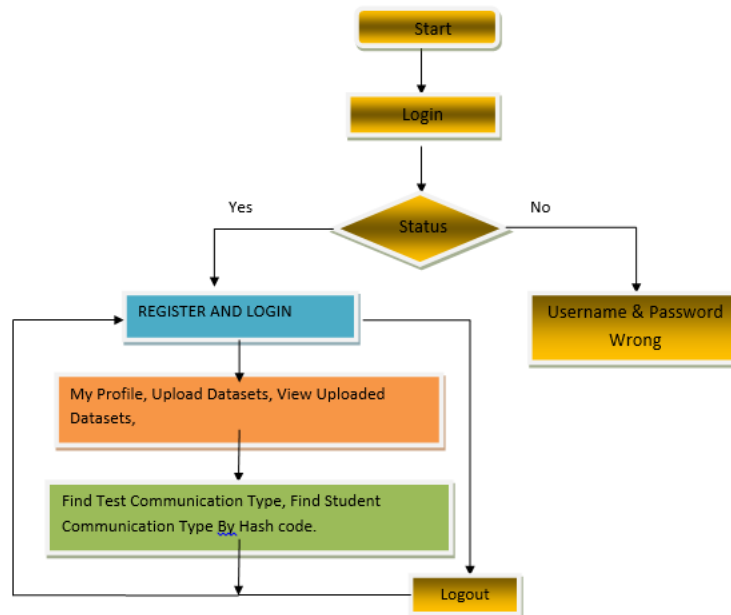 Start
Login
Status
Yes
No
REGISTER AND LOGIN
Username & Password
Wrong
My Profile, Upload Datasets, View Uploaded
Datasets,
Find Test Communication Type, Find Student
Communication Type By Hash code.
Logout